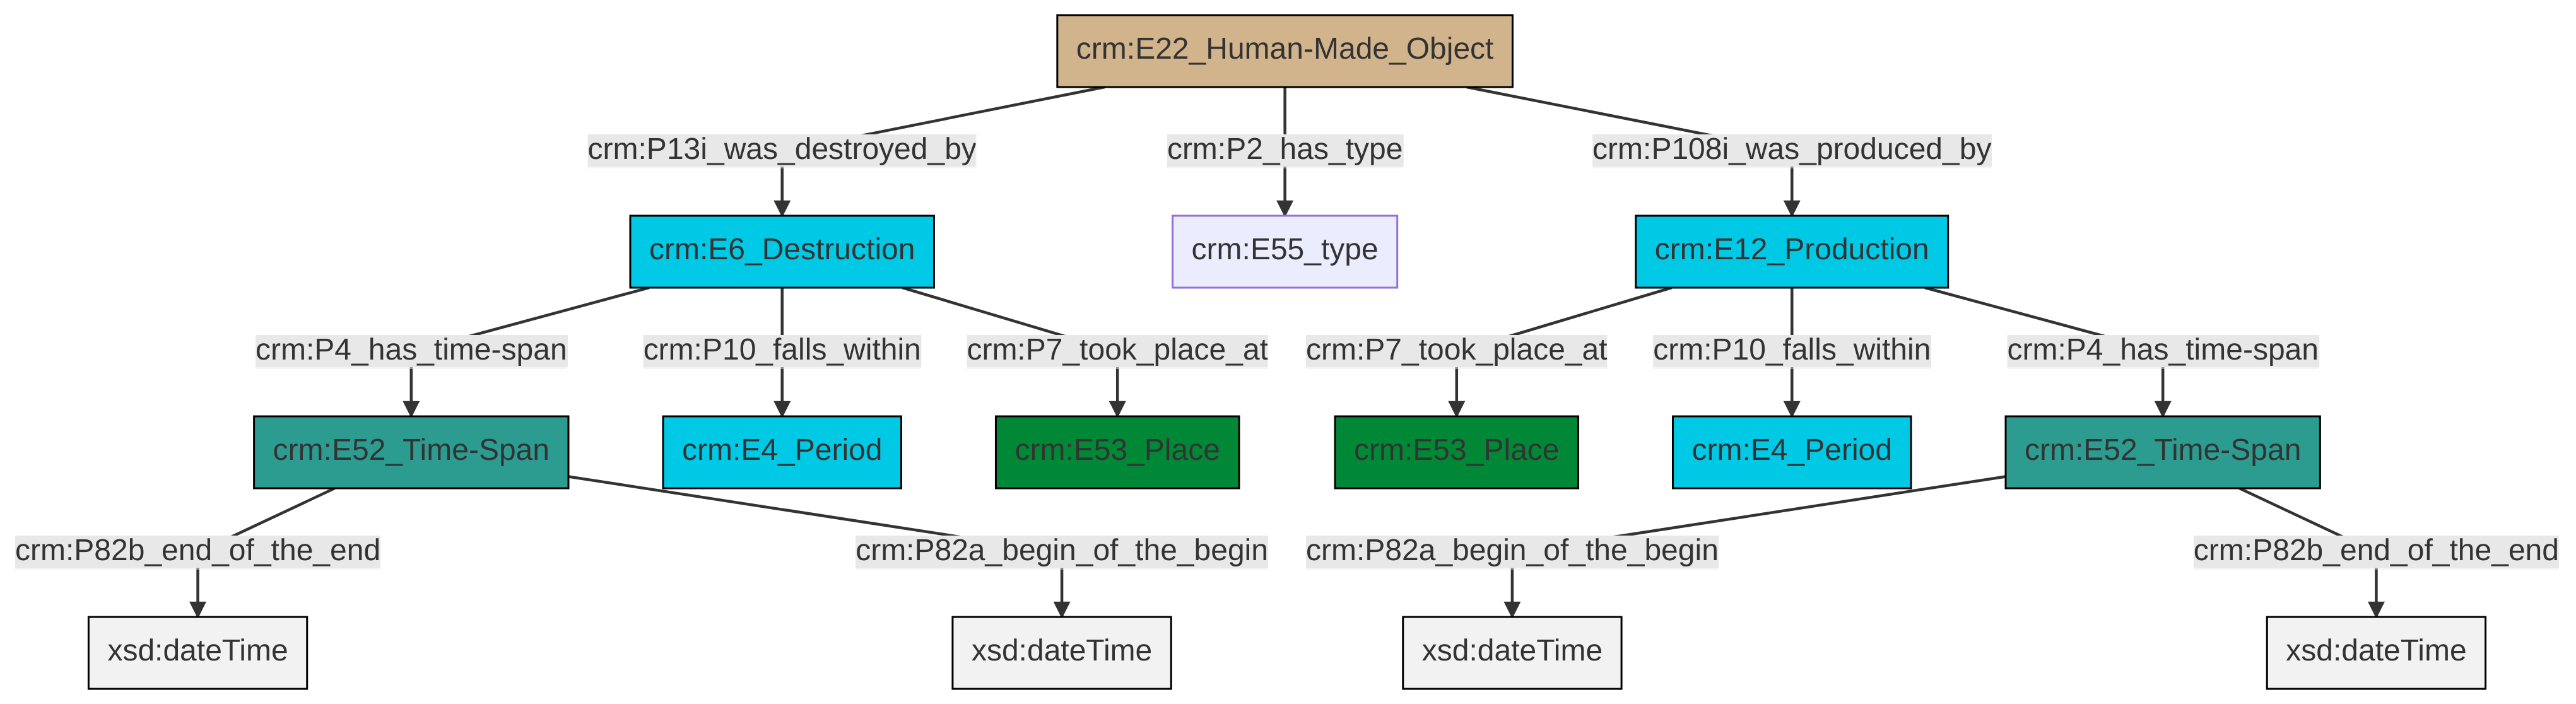 crm:E22_Human-Made_Object
crm:P13i_was_destroyed_by
crm:P2_has_type
crm:P108i_was_produced_by
crm:E6_Destruction
crm:E55_type
crm:E12_Production
crm:P4_has_time-span
crm:P10_falls_within
crm:P7_took_place_at
crm:P7_took_place_at
crm:P10_falls_within
crm:P4_has_time-span
crm:E52_Time-Span
crm:E4_Period
crm:E53_Place
crm:E53_Place
crm:E4_Period
crm:E52_Time-Span
crm:P82b_end_of_the_end
crm:P82a_begin_of_the_begin
crm:P82a_begin_of_the_begin
crm:P82b_end_of_the_end
xsd:dateTime
xsd:dateTime
xsd:dateTime
xsd:dateTime